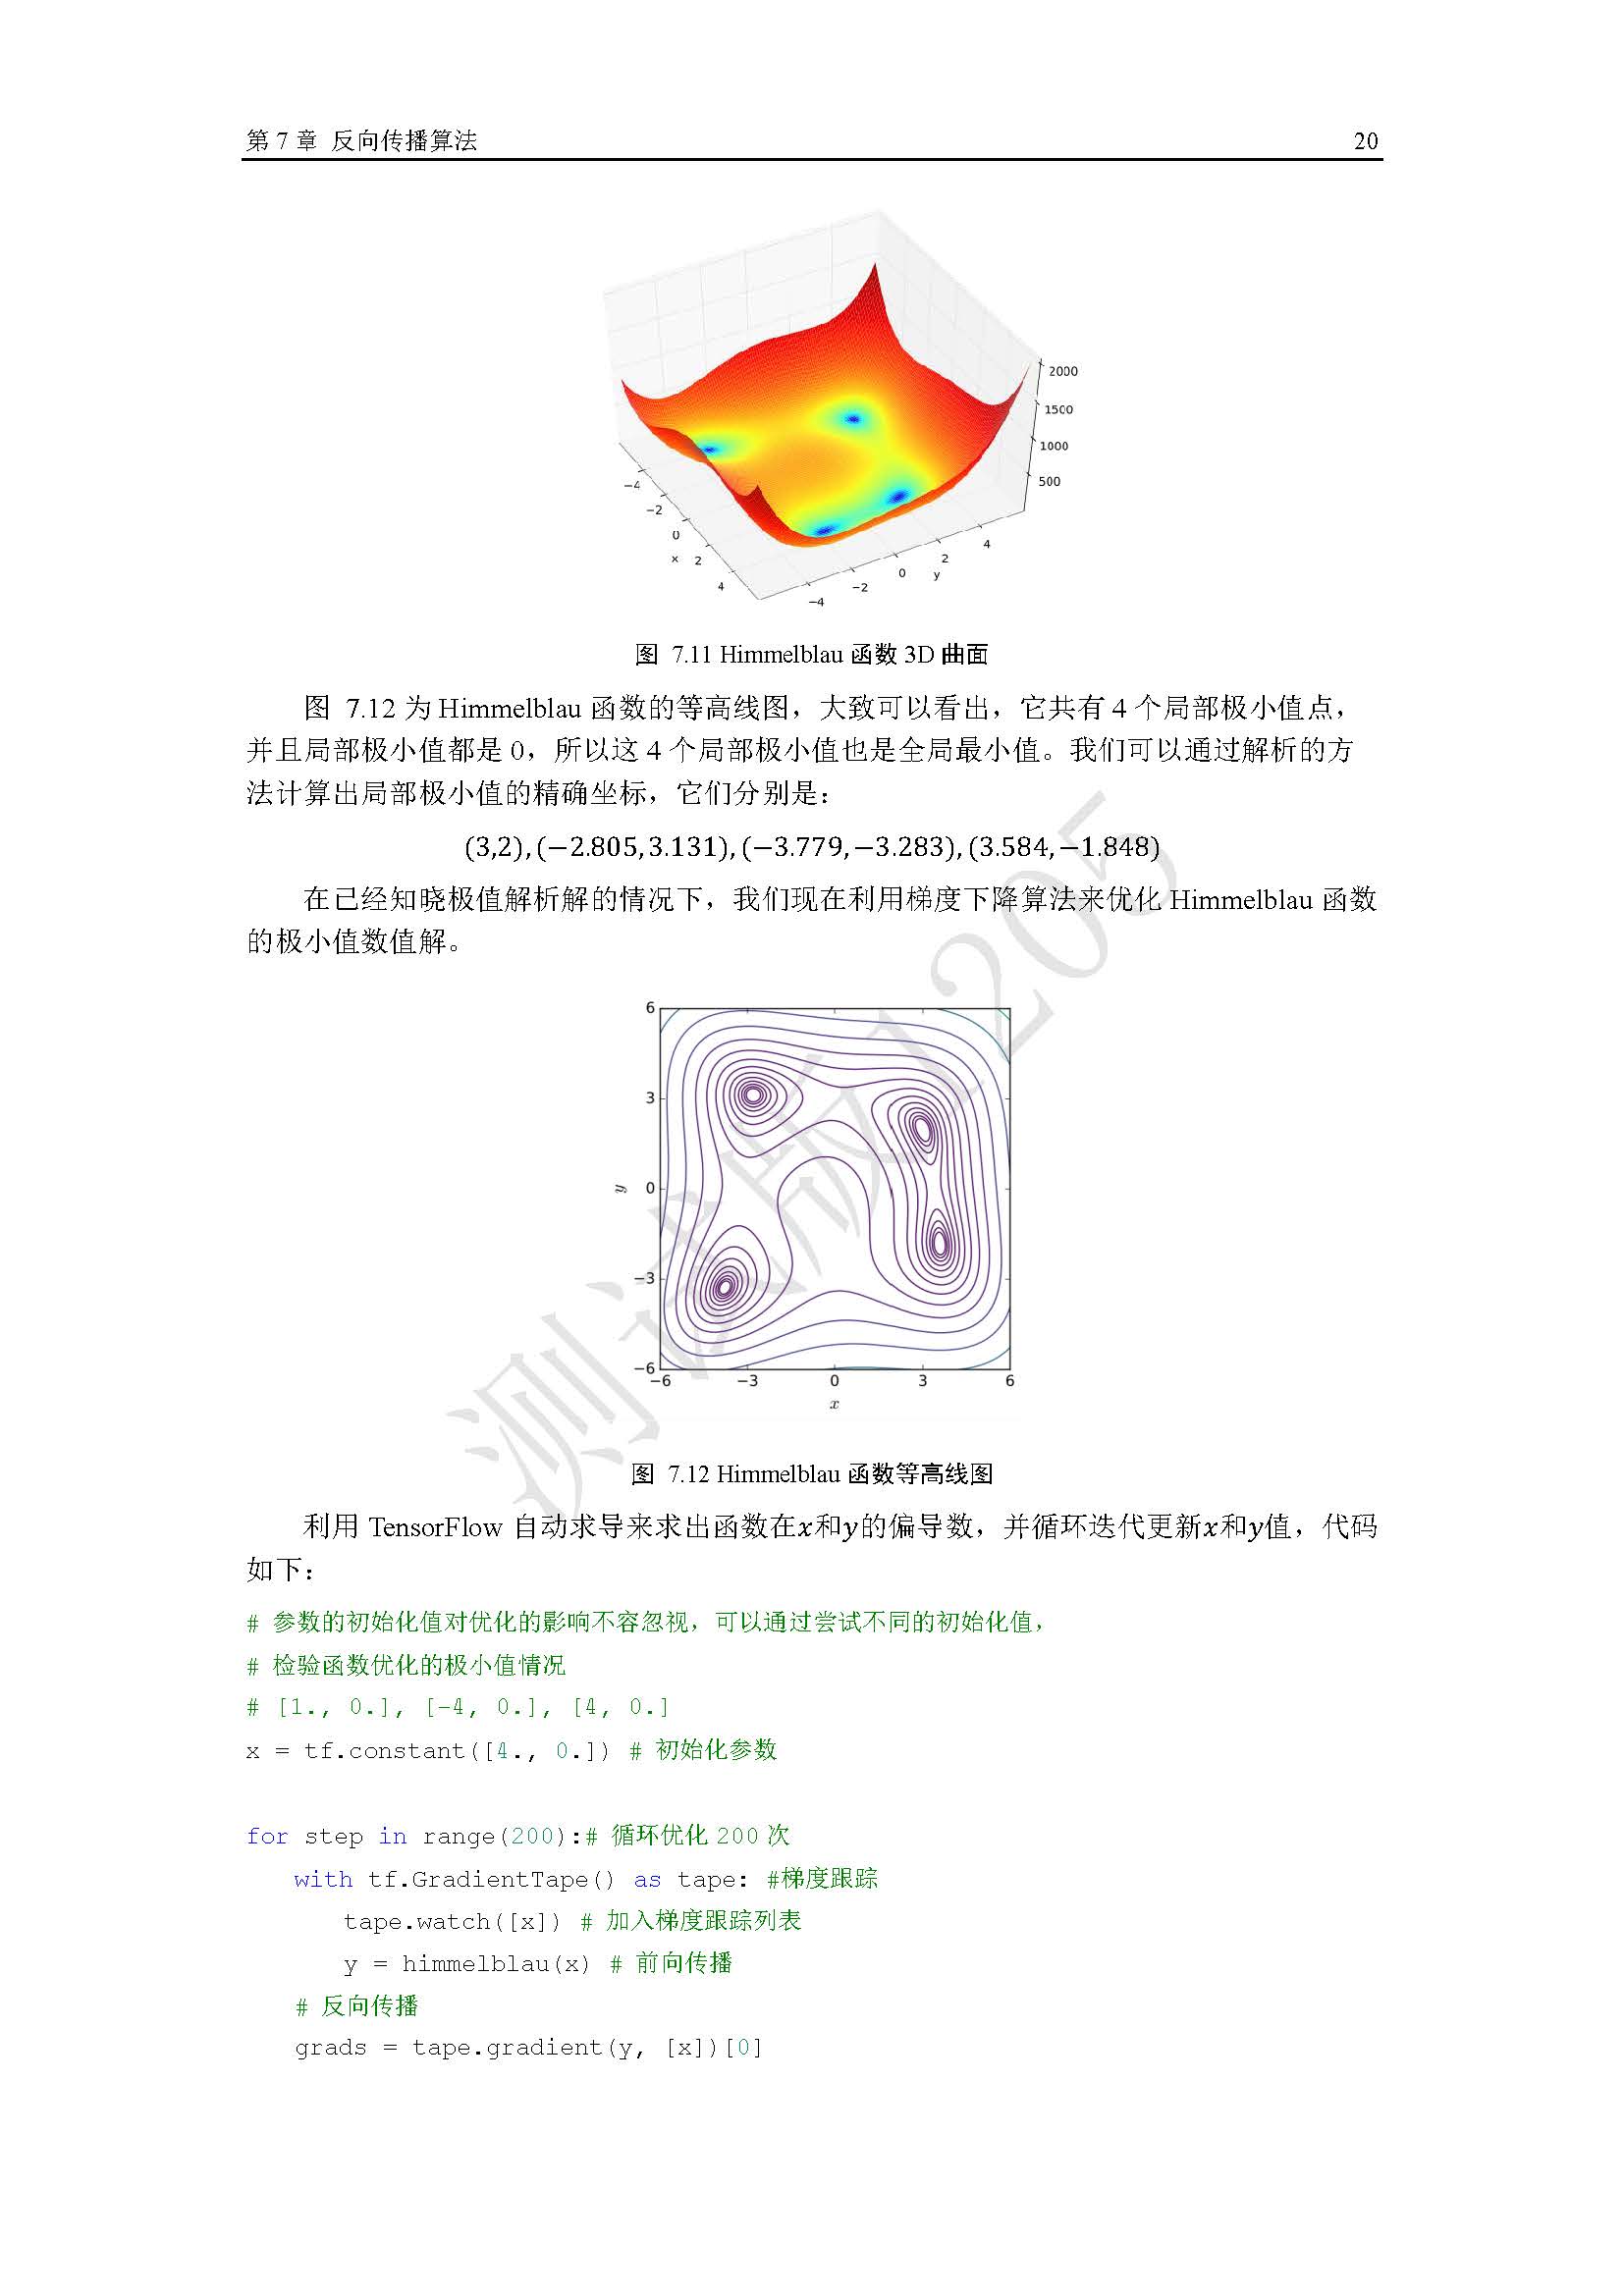 第 7 章 反向传播算法 20
2000
1500
1000
500
−4
−2
0
x 2
4
−4
−2
0
y
2
4
图 7.11 Himmelblau 函数 3D 曲面
图 7.12 为 Himmelblau 函数的等高线图，大致可以看出，它共有 4 个局部极小值点，
并且局部极小值都是 0，所以这 4 个局部极小值也是全局最小值。我们可以通过解析的方
法计算出局部极小值的精确坐标，它们分别是：
(3,2), (−2.805, 3.131), (−3.779, −3.283), (3.584, −1.848)
在已经知晓极值解析解的情况下，我们现在利用梯度下降算法来优化 Himmelblau 函数
的极小值数值解。
6
3
y 0
−3
−6
−6 −3 0 3 6
x
图 7.12 Himmelblau 函数等高线图
利用 TensorFlow 自动求导来求出函数在x和y的偏导数，并循环迭代更新x和y值，代码
如下：
# 参数的初始化值对优化的影响不容忽视，可以通过尝试不同的初始化值，
# 检验函数优化的极小值情况
# [1., 0.], [-4, 0.], [4, 0.]
x = tf.constant([4., 0.]) # 初始化参数
for step in range(200):# 循环优化 200 次
with tf.GradientTape() as tape: #梯度跟踪
tape.watch([x]) # 加入梯度跟踪列表
y = himmelblau(x) # 前向传播
# 反向传播
grads = tape.gradient(y, [x])[0]
测试版1205